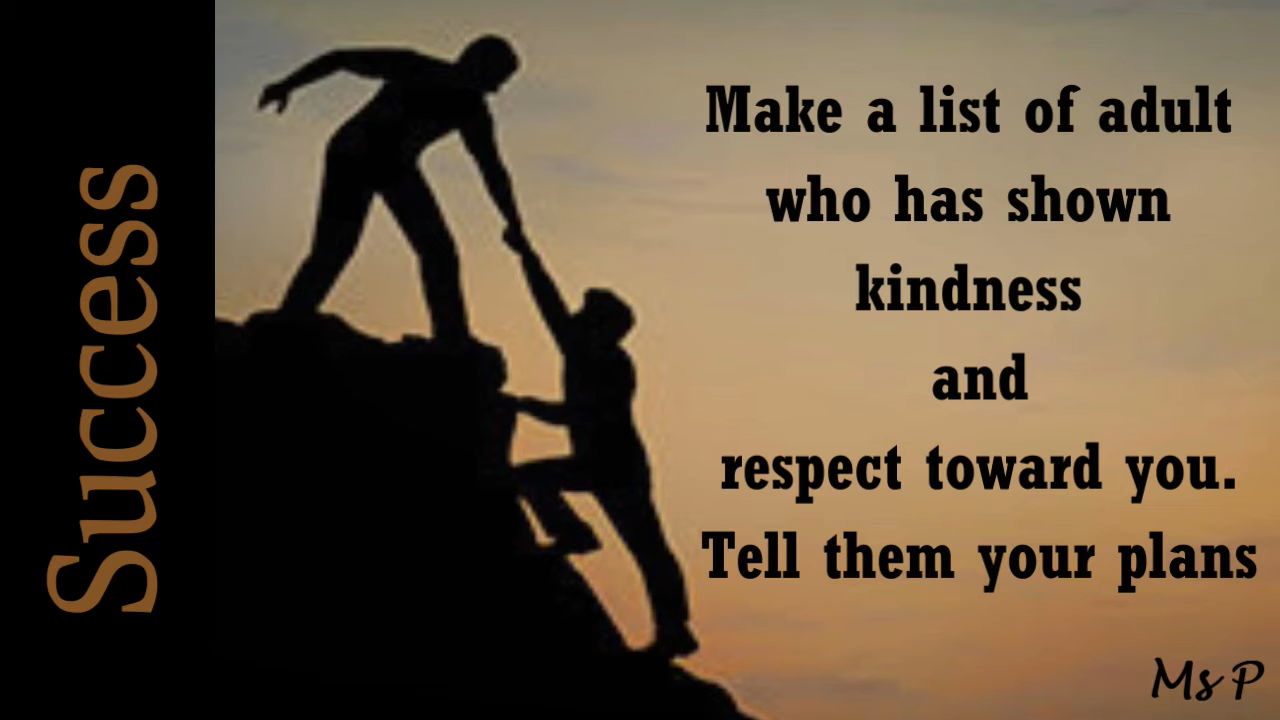 Success
Make a list of adult
who has shown
kindness
and
respect toward you.
Tell them your plans
Ms P